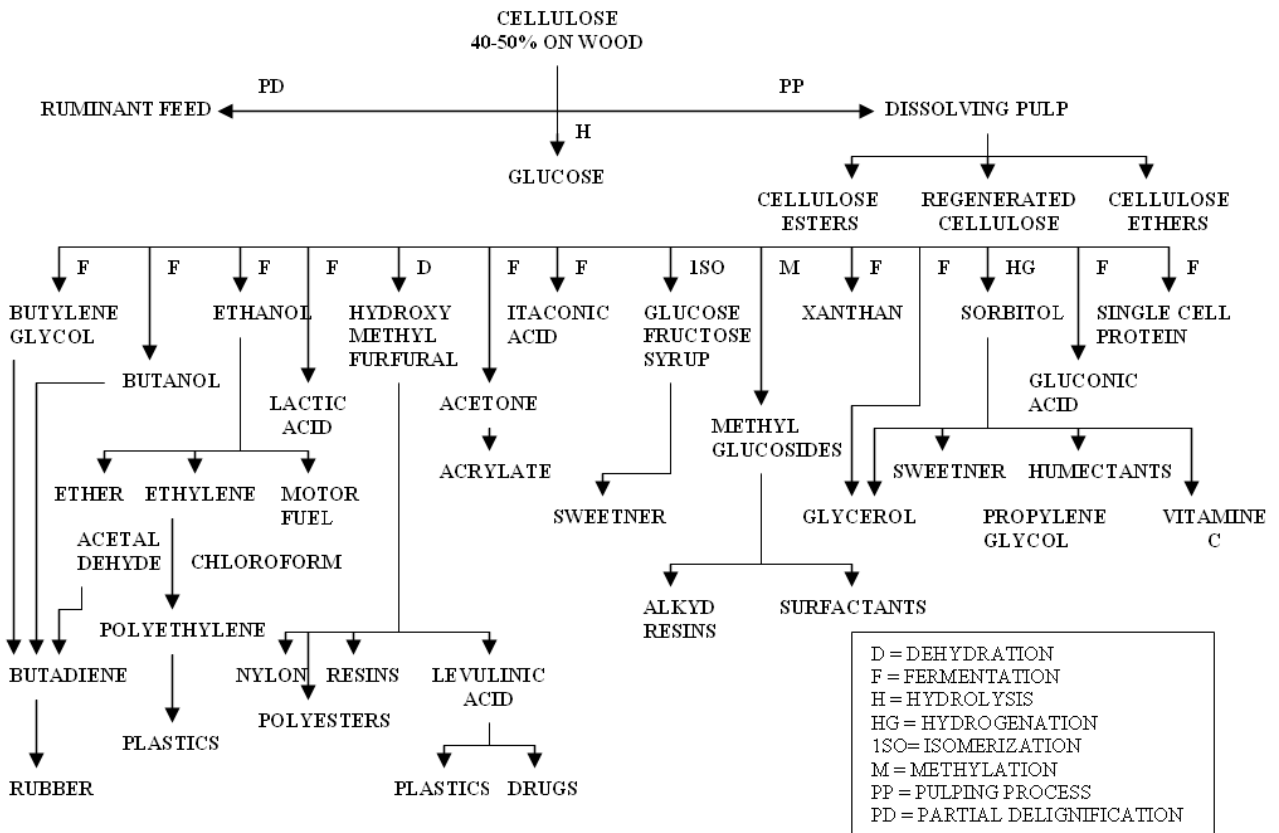 CELLULOSE
40-50% ON WOOD
PD
PP
RUMINANT FEED
DISSOLVING PULP
H
GLUCOSE
CELLULOSE
ESTERS
REGENERATED
CELLULOSE
CELLULOSE
ETHERS
F
F
F
F
D
F
F
1SO
M
F
F
HG
F
F
BUTYLENE
GLYCOL
ETHANOL
HYDROXY
METHYL
FURFURAL
ITACONIC
ACID
GLUCOSE
FRUCTOSE
SYRUP
XANTHAN
SORBITOL
SINGLE CELL
PROTEIN
BUTANOL
LACTIC
ACID
ACETONE
GLUCONIC
ACID
METHYL
GLUCOSIDES
ACRYLATE
SWEETNER
HUMECTANTS
ETHER
ETHYLENE
MOTOR
FUEL
SWEETNER
GLYCEROL
PROPYLENE
GLYCOL
VITAMINE
C
ACETAL
DEHYDE
CHLOROFORM
ALKYD
RESINS
SURFACTANTS
POLYETHYLENE
BUTADIENE
NYLON
RESINS
LEVULINIC
ACID
POLYESTERS
PLASTICS
RUBBER
PLASTICS
DRUGS
D = DEHYDRATION
F = FERMENTATION
H = HYDROLYSIS
HG = HYDROGENATION
1SO= ISOMERIZATION
M = METHYLATION
PP = PULPING PROCESS
PD = PARTIAL DELIGNIFICATION